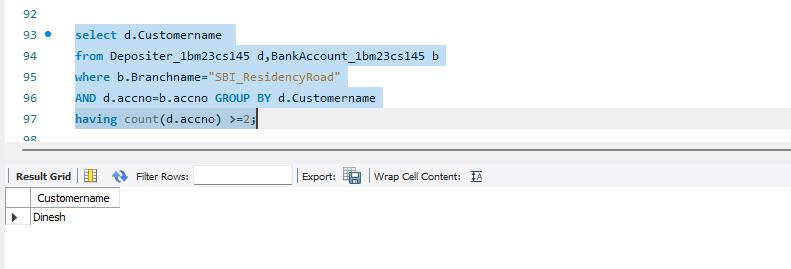 92
93 select d.Customername
94 from Depositer_1bm23cs145 d,BankAccount_1bm23cs145 b
95 where b.Branchname="SBI_ResidencyRoad"
96 AND d.accno=b.accno GROUP BY d.Customername
97 having count(d.accno) >=2;
98
Result Grid Filter Rows: Export: Wrap Cell Content: IA
Customername
Dinesh